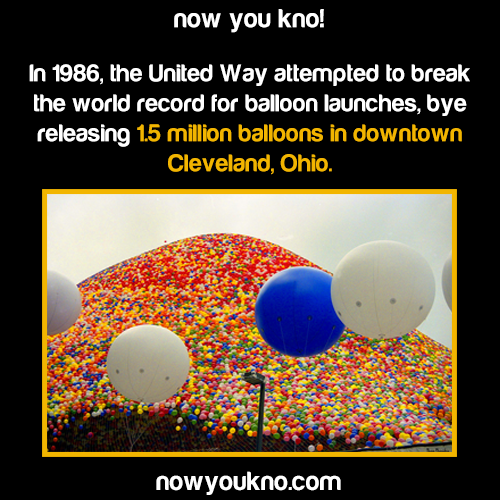 now you kno!
In 1986, the United Way attempted to break
the world record for balloon launches, bye
releasing 1.5 million balloons in downtown
Cleveland, Ohio.
nowyoukno.com